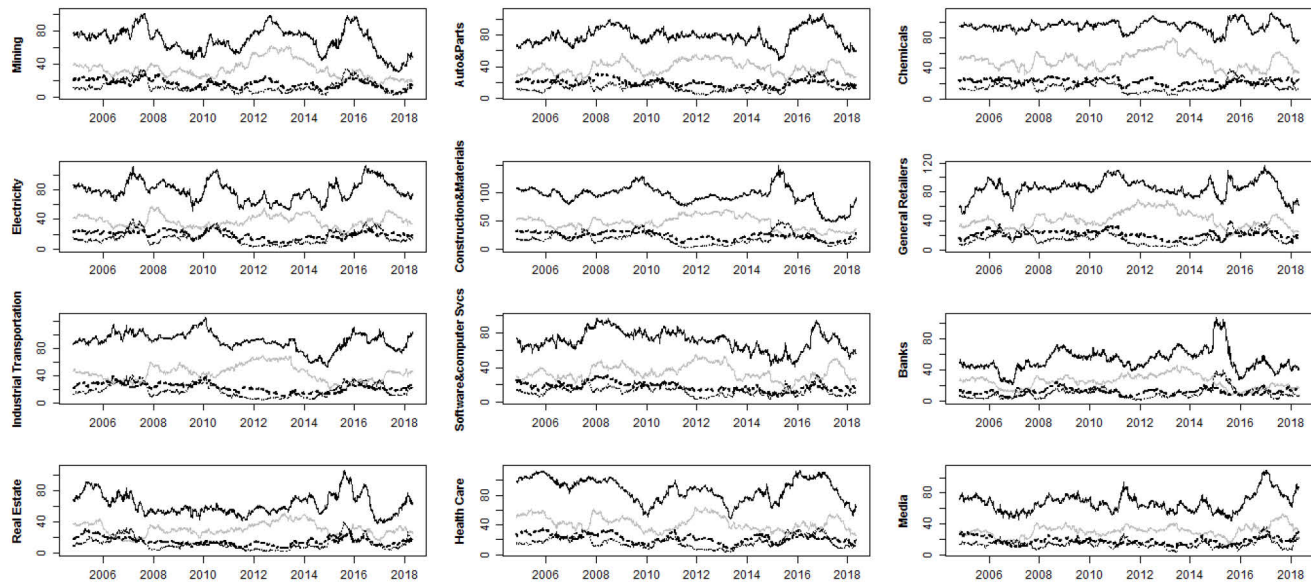 Mining
0 40 80
2006 2008 2010 2012 2014 2016 2018
Auto&Parts
0 40 80
2006 2008 2010 2012 2014 2016 2018
Chemicals
0 40 80
2006 2008 2010 2012 2014 2016 2018
Electricity
0 40 80
2006 2008 2010 2012 2014 2016 2018
Construction&Materials
0 50 100
2006 2008 2010 2012 2014 2016 2018
General Retailers
0 40 80 120
2006 2008 2010 2012 2014 2016 2018
Industrial Transportation
0 40 80
2006 2008 2010 2012 2014 2016 2018
Software&computer Svcs
0 40 80
2006 2008 2010 2012 2014 2016 2018
Banks
0 40 80
2006 2008 2010 2012 2014 2016 2018
Real Estate
0 40 80
2006 2008 2010 2012 2014 2016 2018
Health Care
0 40 80
2006 2008 2010 2012 2014 2016 2018
Media
0 40 80
2006 2008 2010 2012 2014 2016 2018